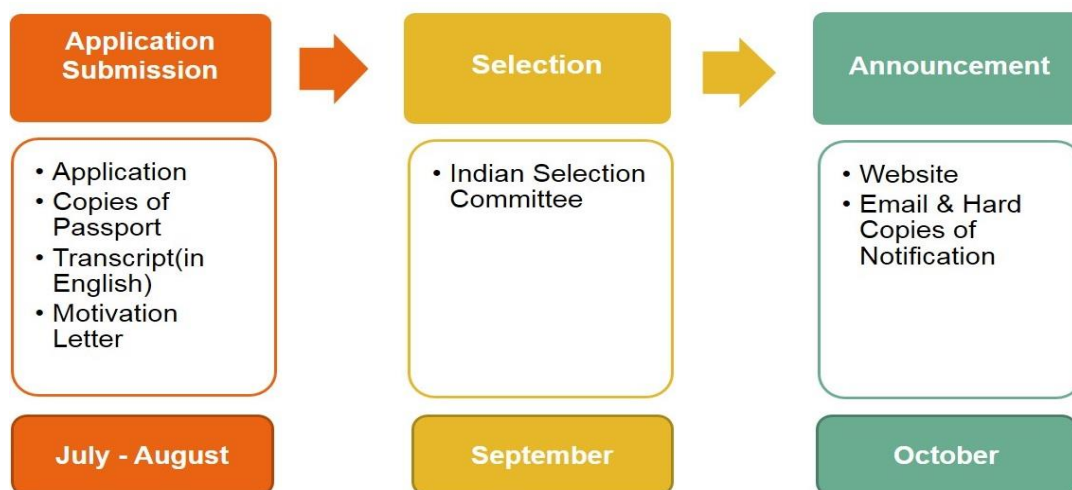 Application
Submission
Selection
Announcement
• Application
• Copies of
Passport
• Transcript(in
English)
• Motivation
Letter
• Indian Selection
Committee
• Website
• Email & Hard
Copies of
Notification
July - August
September
October